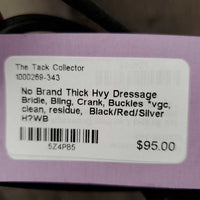 The Tack Collector
1000269-343
No Brand Thick Hvy Dressage
Bridle, Bling, Crank, Buckles *vgc,
clean, residue,  Black/Red/Silver
H?WB
5Z4PB5
$95.00